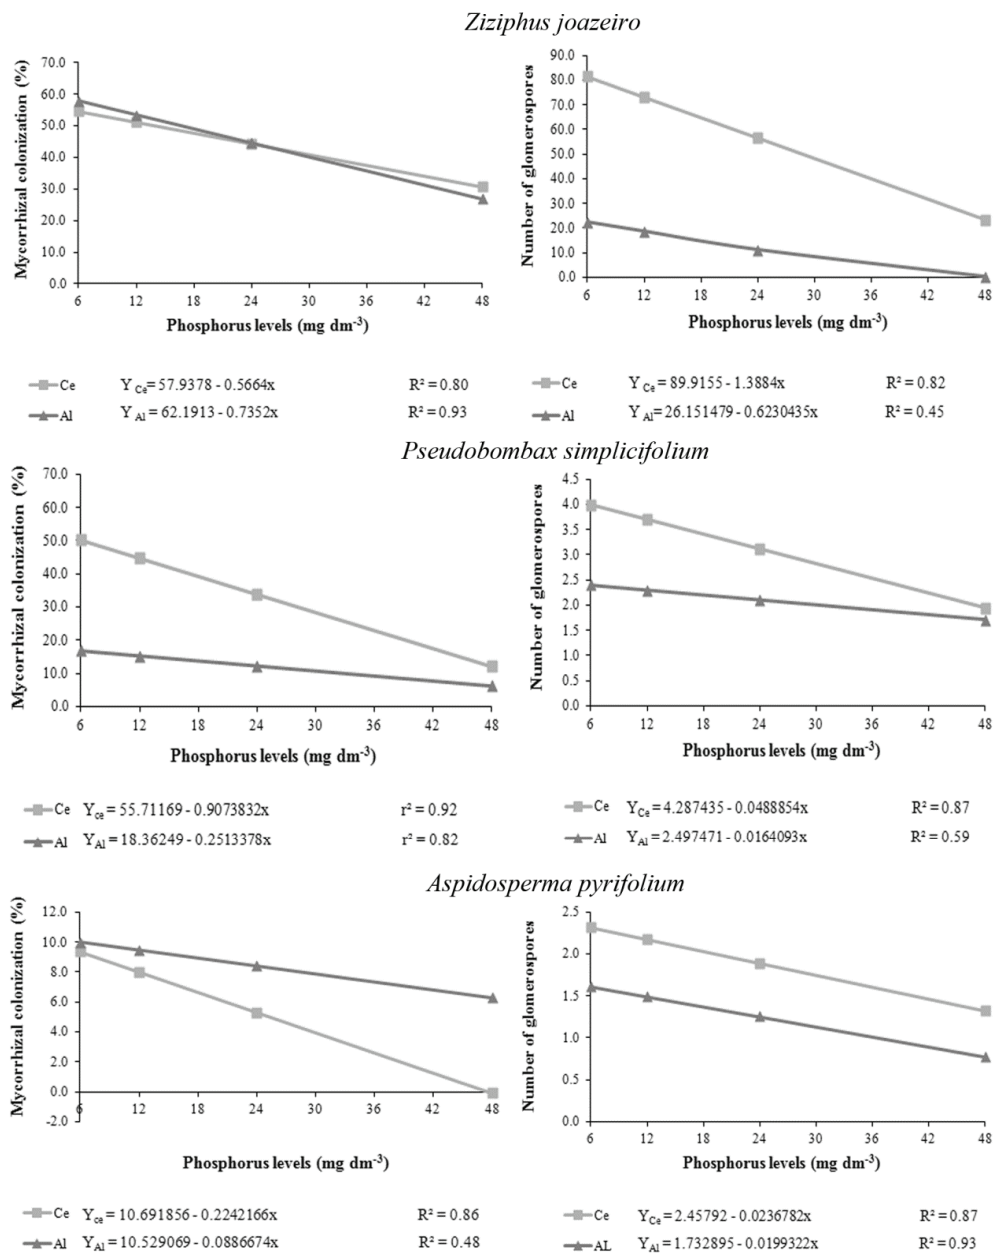 Ziziphus joazeiro
Mycorrhizal colonization (%)
70.0
60.0
50.0
40.0
30.0
20.0
10.0
0.0
6 12 18 24 30 36 42 48
Phosphorus levels (mg dm-3)
Number of glomerospores
90.0
80.0
70.0
60.0
50.0
40.0
30.0
20.0
10.0
0.0
6 12 18 24 30 36 42 48
Phosphorus levels (mg dm-3)
Ce Y Ce= 57.9378 - 0.5664x R² = 0.80
Al Y Al= 62.1913 - 0.7352x R² = 0.93
Ce Y Ce= 89.9155 - 1.3884x R² = 0.82
Al Y Al= 26.151479 - 0.6230435x R² = 0.45
Pseudobombax simplicifolium
Mycorrhizal colonization (%)
70.0
60.0
50.0
40.0
30.0
20.0
10.0
0.0
6 12 18 24 30 36 42 48
Phosphorus levels (mg dm-3)
Number of glomerospores
4.5
4.0
3.5
3.0
2.5
2.0
1.5
1.0
0.5
0.0
6 12 18 24 30 36 42 48
Phosphorus levels (mg dm-3)
Ce Yce= 55.71169 - 0.9073832x r² = 0.92
Al YAl= 18.36249 - 0.2513378x r² = 0.82
Ce YCe= 4.287435 - 0.0488854x R² = 0.87
Al YAl= 2.497471 - 0.0164093x R² = 0.59
Aspidosperma pyrifolium
Mycorrhizal colonization (%)
12.0
10.0
8.0
6.0
4.0
2.0
0.0
-2.0
6 12 18 24 30 36 42 48
Phosphorus levels (mg dm-3)
Number of glomerospores
2.5
2.0
1.5
1.0
0.5
0.0
6 12 18 24 30 36 42 48
Phosphorus levels (mg dm-3)
Ce Yce= 10.691856 - 0.2242166x R² = 0.86
Al YAl= 10.529069 - 0.0886674x R² = 0.48
Ce YCe= 2.45792 - 0.0236782x R² = 0.87
AL YAl= 1.732895 - 0.0199322x R² = 0.93